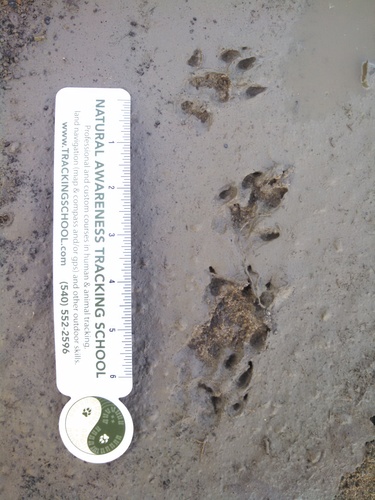 1 2 3 4 5 6
NATURAL AWARENESS TRACKING SCHOOL
Professional and custom courses in human & animal tracking,
land navigation (map & compass and/or gps) and other outdoor skills.
www.TRACKINGSCHOOL.com (540) 552-2596